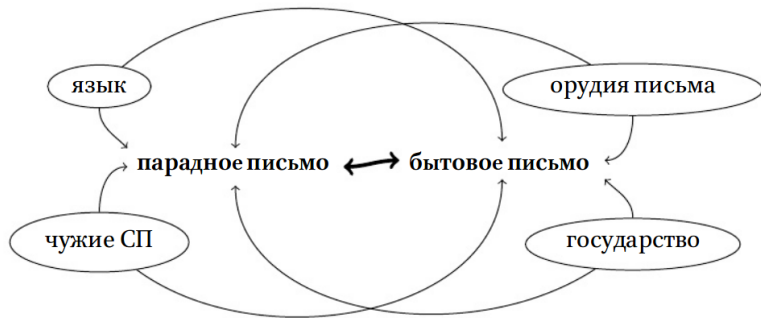 язык
орудия письма
парадное письмо
бытовое письмо
чужие СП
государство